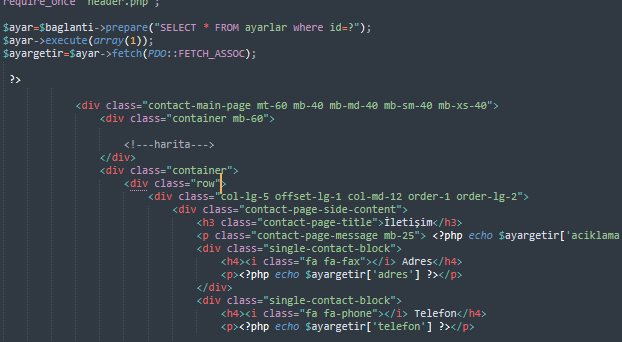 require_once "header.php";
$ayar=$baglanti->prepare("SELECT * FROM ayarlar where id=?");
$ayar->execute(array(1));
$ayargetir=$ayar->fetch(PDO::FETCH_ASSOC);
?>
<div class="contact-main-page mt-60 mb-40 mb-md-40 mb-sm-40 mb-xs-40">
<div class="container mb-60">
<!---harita--->
</div>
<div class="container">
<div class="row">
<div class="col-lg-5 offset-lg-1 col-md-12 order-1 order-lg-2">
<div class="contact-page-side-content">
<h3 class="contact-page-title">İletişim</h3>
<p class="contact-page-message mb-25"> <?php echo $ayargetir['aciklama
<div class="single-contact-block">
<h4><i class="fa fa-fax"></i> Adres</h4>
<p><?php echo $ayargetir['adres'] ?></p>
</div>
<div class="single-contact-block">
<h4><i class="fa fa-phone"></i> Telefon</h4>
<p><?php echo $ayargetir['telefon'] ?></p>